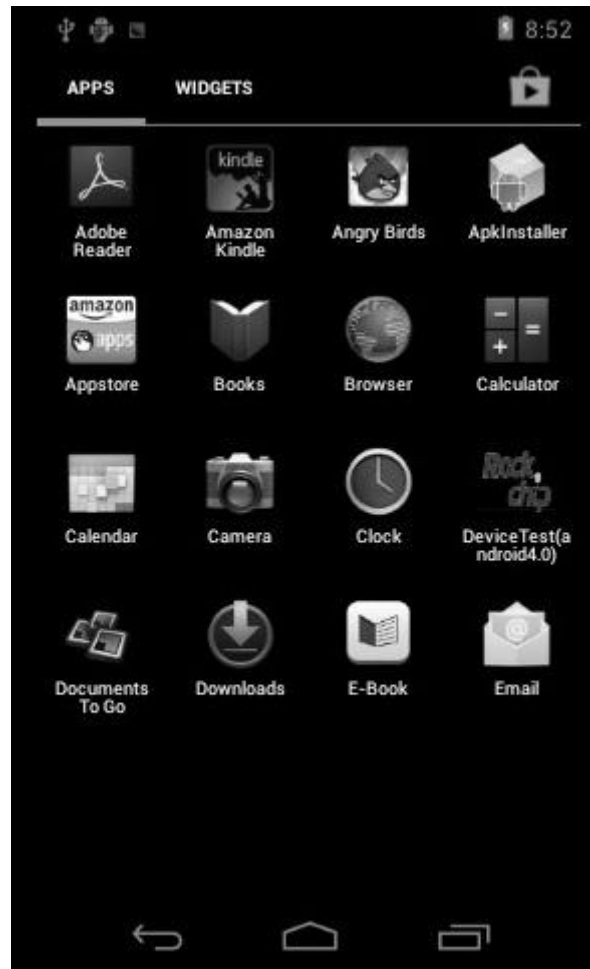 8:52
APPS WIDGETS
kindle
Adobe Reader
Amazon Kindle
Angry Birds
ApkInstaller
amazon
apps
Appstore
Books
Browser
Calculator
Rock
chip
Calendar
Camera
Clock
DeviceTest(a
ndroid4.0)
Documents
To Go
Downloads
E-Book
Email